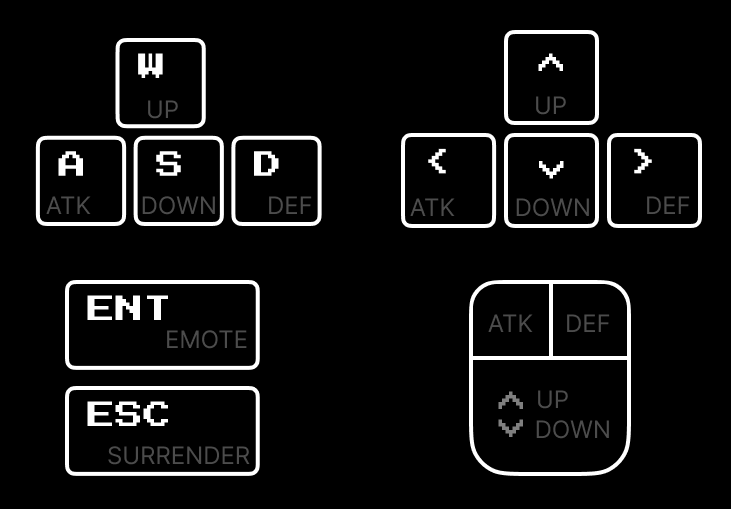 W
UP
A
ATK
S
DOWN
D
DEF
^
UP
<
ATK
DOWN
>
DEF
ENT
EMOTE
ESC
SURRENDER
ATK
DEF
UP
DOWN